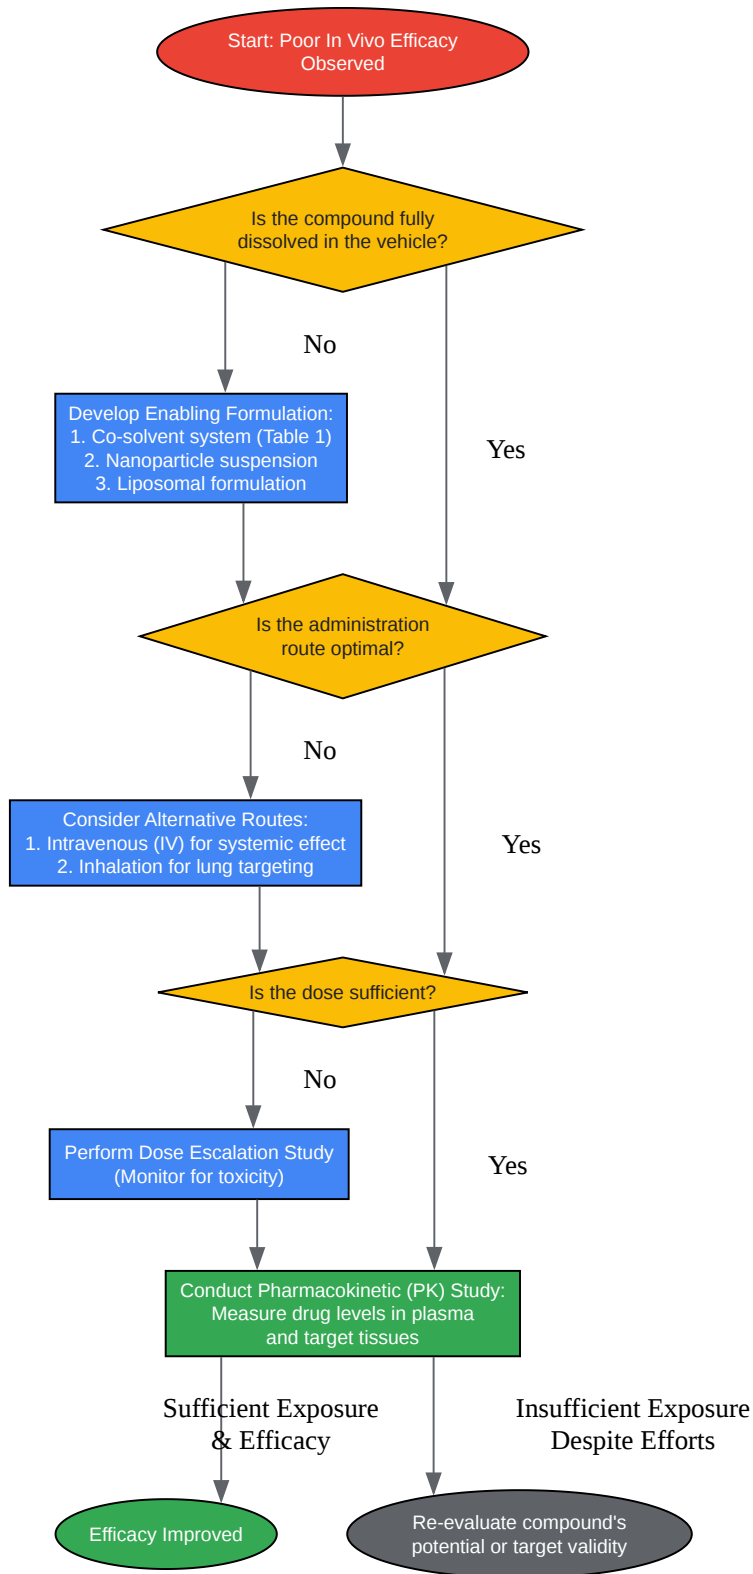 Start: Poor In Vivo Efficacy
Observed
Is the compound fully
dissolved in the vehicle?
No
Develop Enabling Formulation:
1. Co-solvent system (Table 1)
2. Nanoparticle suspension
3. Liposomal formulation
Yes
Is the administration
route optimal?
No
Consider Alternative Routes:
1. Intravenous (IV) for systemic effect
2. Inhalation for lung targeting
Yes
Is the dose sufficient?
No
Perform Dose Escalation Study
(Monitor for toxicity)
Yes
Conduct Pharmacokinetic (PK) Study:
Measure drug levels in plasma
and target tissues
Sufficient Exposure
& Efficacy
Insufficient Exposure
Despite Efforts
Efficacy Improved
Re-evaluate compound's
potential or target validity